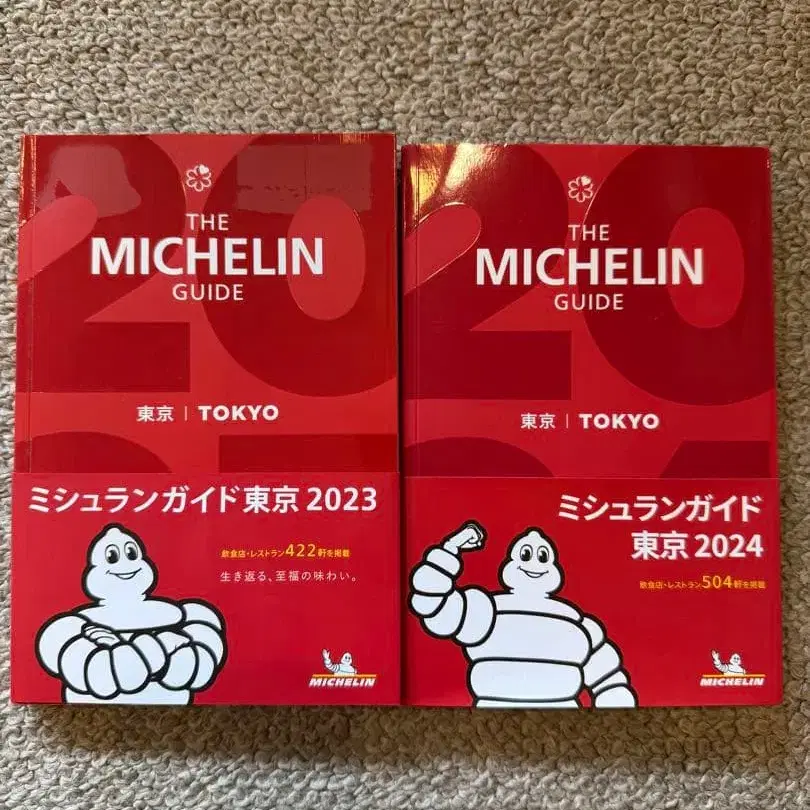 20
THE
MICHELIN
GUIDE
東京 | TOKYO
ミシュランガイド東京 2023
飲食店・レストラン422軒を掲載
生き返る、至福の味わい。
MICHELIN
20
THE
MICHELIN
GUIDE
東京 | TOKYO
ミシュランガイド
東京 2024
飲食店・レストラン504軒を掲載
MICHELIN